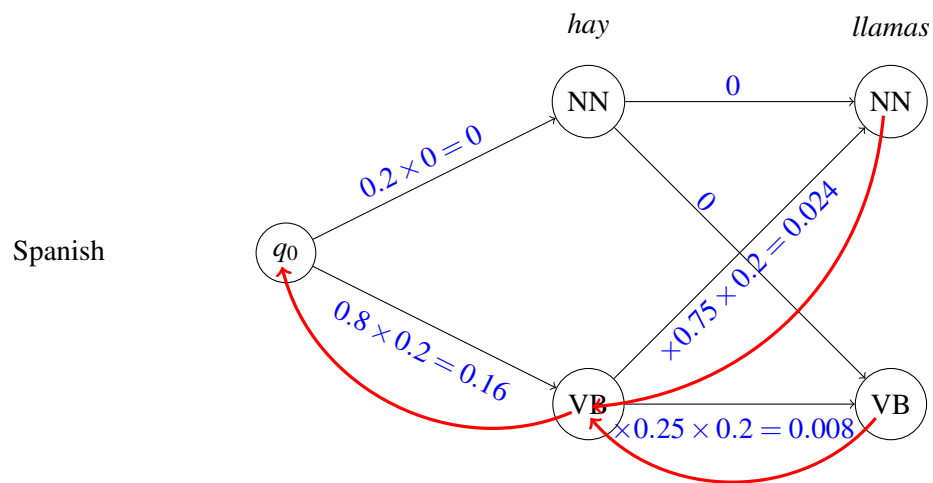 hay llamas
NN 0 NN
0.2 × 0 = 0
0
×0.75 × 0.2 = 0.024
Spanish q₀
0.8 × 0.2 = 0.16
VB VB
×0.25 × 0.2 = 0.008